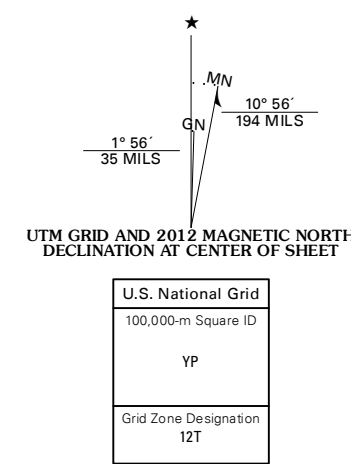 ★
MN
GN
10° 56´
194 MILS
1° 56´
35 MILS
UTM GRID AND 2012 MAGNETIC NORTH
DECLINATION AT CENTER OF SHEET
U.S. National Grid
100,000-m Square ID
YP
Grid Zone Designation
12T